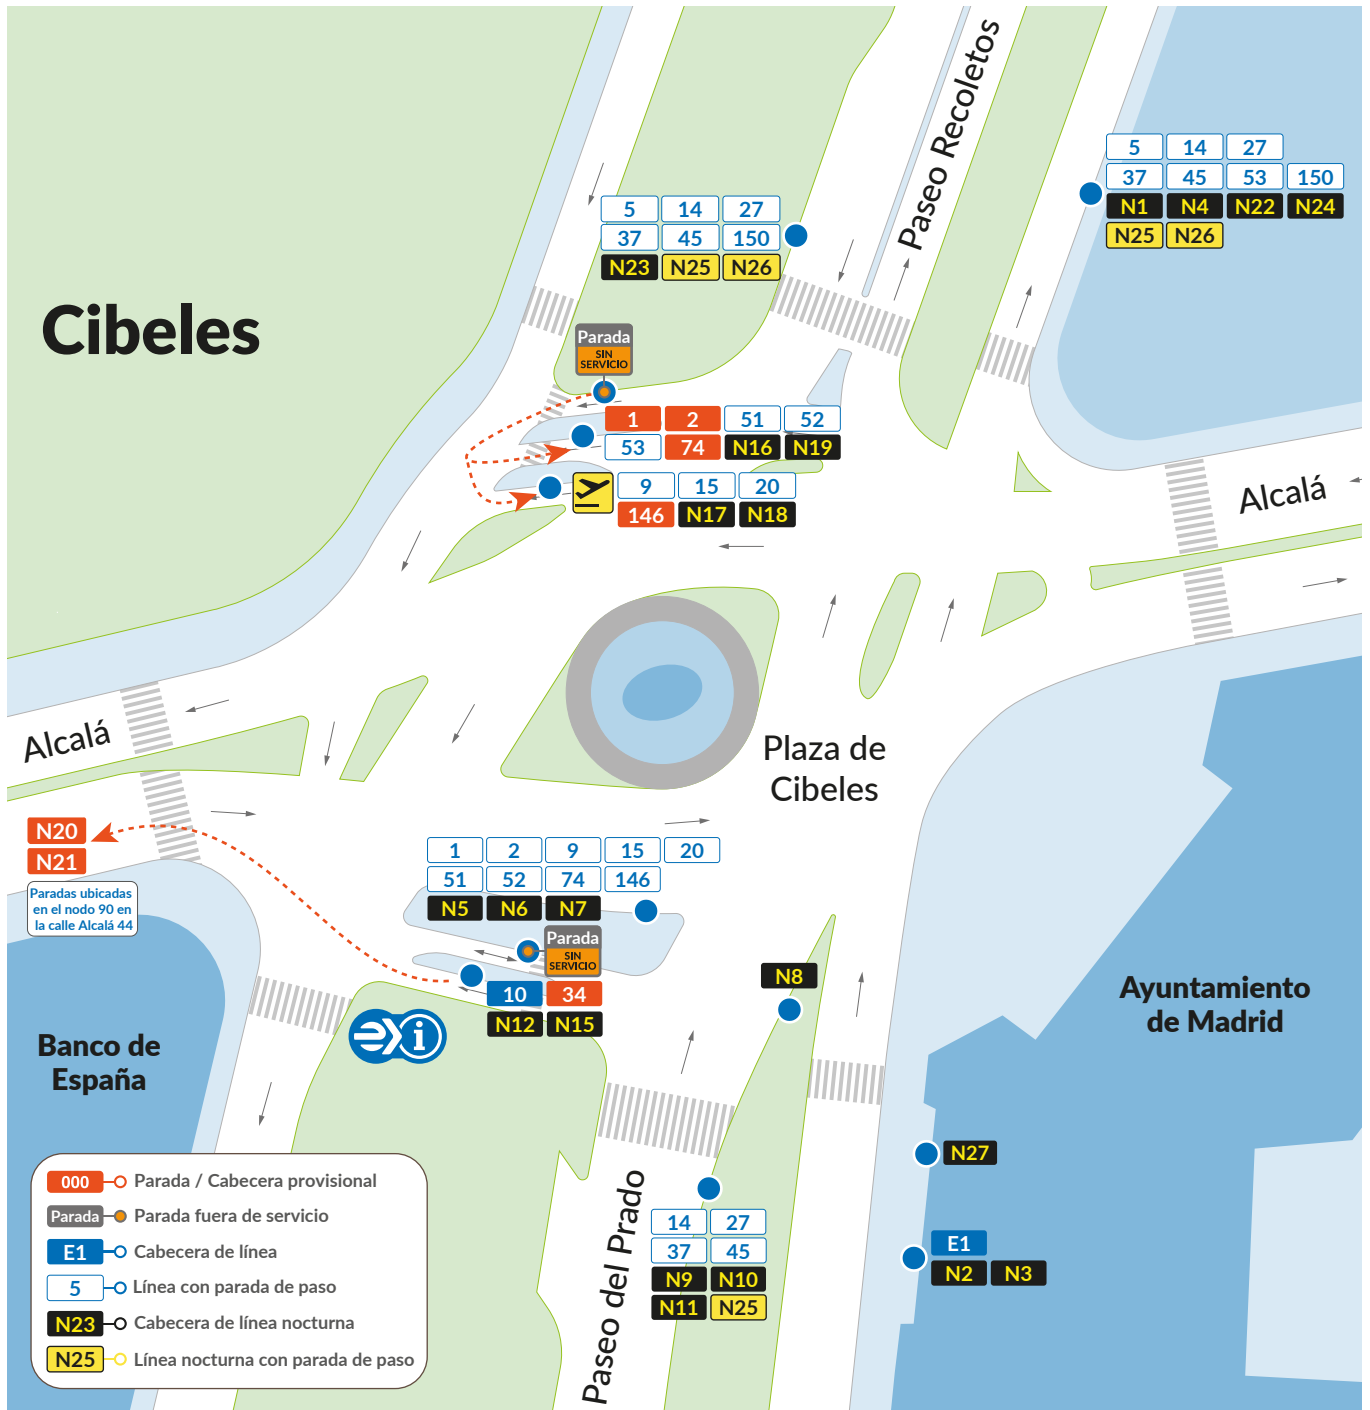 Cibeles
Paseo Recoletos
5 14 27
37 45 53 150
N1 N4 N22 N24
N25 N26
5 14 27
37 45 150
N23 N25 N26
Parada
SIN
SERVICIO
1 2 51 52
53 74 N16 N19
9 15 20
146 N17 N18
Alcalá
Alcalá
Plaza de
Cibeles
N20
N21
Paradas ubicadas
en el nodo 90 en
la calle Alcalá 44
1 2 9 15 20
51 52 74 146
N5 N6 N7
Parada
SIN
SERVICIO
10 34
N12 N15
exi
N8
Ayuntamiento
de Madrid
Banco de
España
N27
E1
N2 N3
Paseo del Prado
14 27
37 45
N9 N10
N11 N25
000 Parada / Cabecera provisional
Parada Parada fuera de servicio
E1 Cabecera de línea
5 Línea con parada de paso
N23 Cabecera de línea nocturna
N25 Línea nocturna con parada de paso